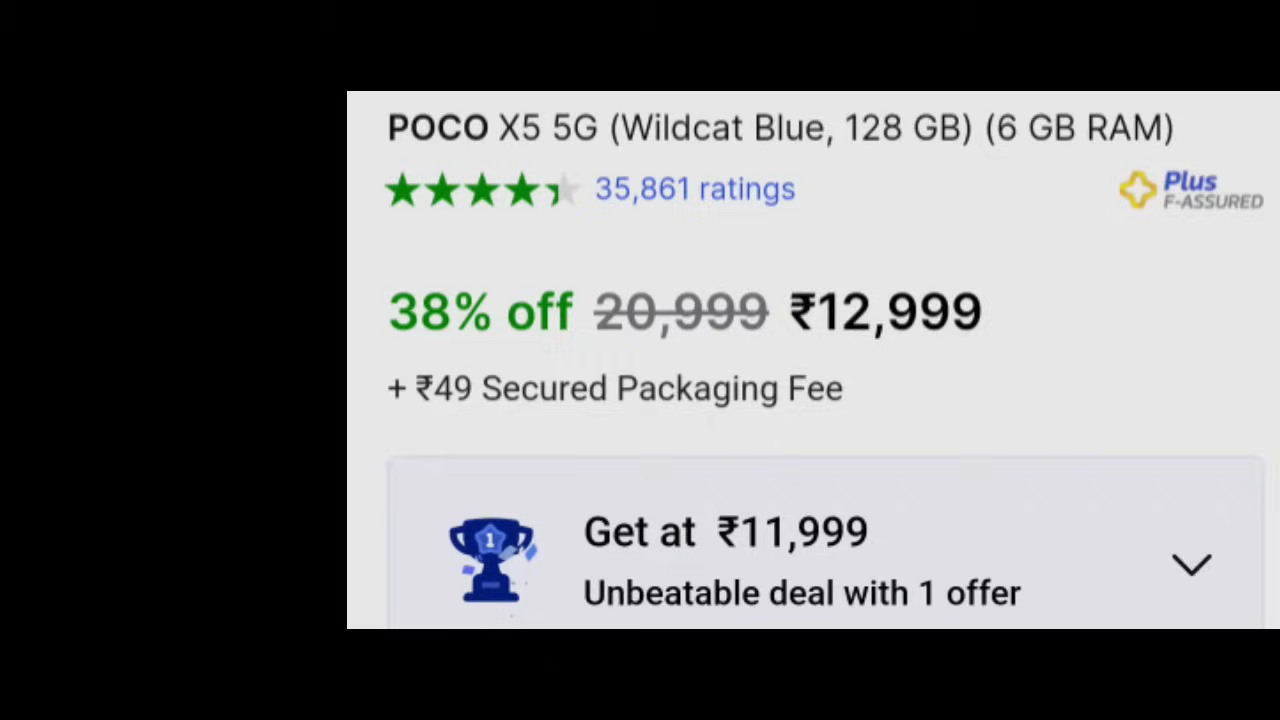 POCO X5 5G (Wildcat Blue, 128 GB) (6 GB RAM)
35,861 ratings
Plus
F-ASSURED
38% off 20,999 ₹12,999
+ ₹49 Secured Packaging Fee
1
Get at ₹11,999
Unbeatable deal with 1 offer